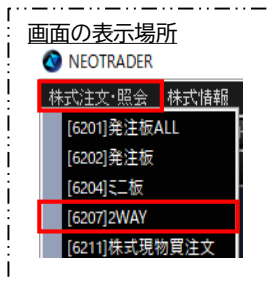 画面の表示場所
NEOTRADER
株式注文・照会 株式情報
[6201]発注板ALL
[6202]発注板
[6204]ミニ板
[6207]2WAY
[6211]株式現物買注文